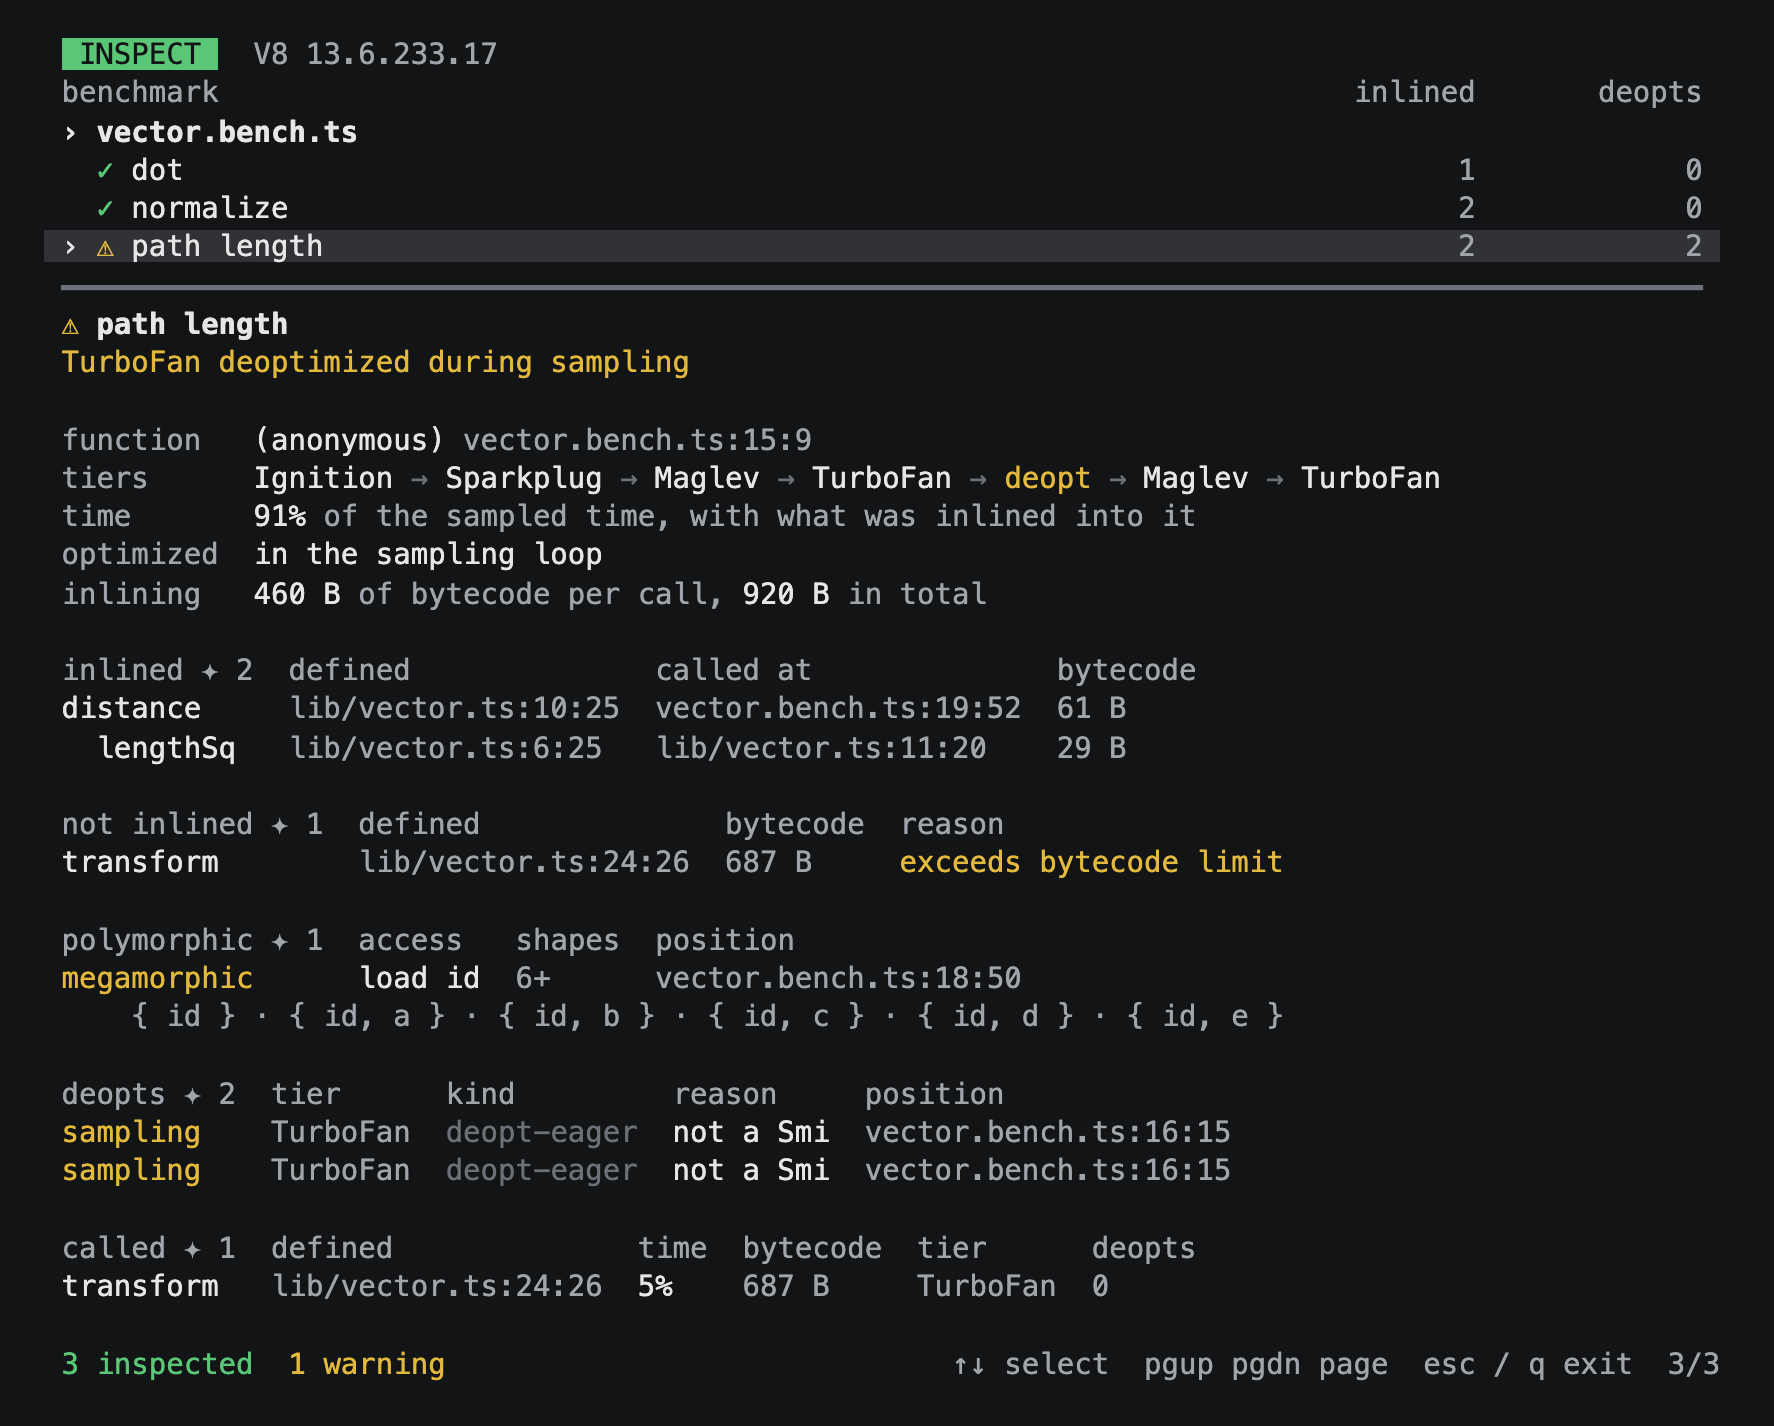 INSPECT V8 13.6.233.17
benchmark inlined deopts
› vector.bench.ts
✓ dot 1 0
✓ normalize 2 0
› ⚠ path length 2 2
⚠ path length
TurboFan deoptimized during sampling
function (anonymous) vector.bench.ts:15:9
tiers Ignition → Sparkplug → Maglev → TurboFan → deopt → Maglev → TurboFan
time 91% of the sampled time, with what was inlined into it
optimized in the sampling loop
inlining 460 B of bytecode per call, 920 B in total
inlined ✦ 2 defined called at bytecode
distance lib/vector.ts:10:25 vector.bench.ts:19:52 61 B
lengthSq lib/vector.ts:6:25 lib/vector.ts:11:20 29 B
not inlined ✦ 1 defined bytecode reason
transform lib/vector.ts:24:26 687 B exceeds bytecode limit
polymorphic ✦ 1 access shapes position
megamorphic load id 6+ vector.bench.ts:18:50
{ id } · { id, a } · { id, b } · { id, c } · { id, d } · { id, e }
deopts ✦ 2 tier kind reason position
sampling TurboFan deopt-eager not a Smi vector.bench.ts:16:15
sampling TurboFan deopt-eager not a Smi vector.bench.ts:16:15
called ✦ 1 defined time bytecode tier deopts
transform lib/vector.ts:24:26 5% 687 B TurboFan 0
3 inspected 1 warning ↑↓ select pgup pgdn page esc / q exit 3/3